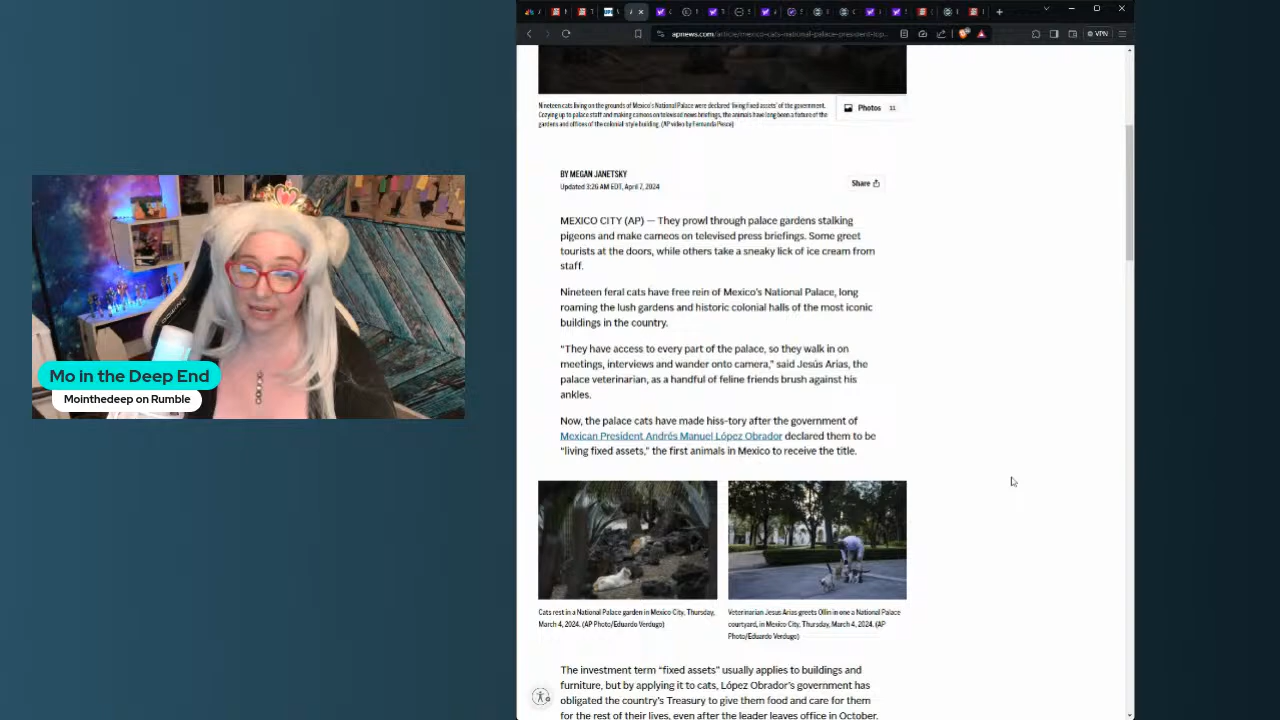 apnews.com/article/mexico-cats-national-palace-president-lop...
VPN
Nineteen cats living on the grounds of Mexico's National Palace were declared 'living fixed assets' of the government.
Cozying up to palace staff and making cameos on televised news briefings, the animals have long been a fixture of the
gardens and offices of the colonial-style building. (AP video by Fernanda Pesce)
Photos 11
BY MEGAN JANETSKY
Updated 3:26 AM EDT, April 7, 2024
Share
MEXICO CITY (AP) — They prowl through palace gardens stalking
pigeons and make cameos on televised press briefings. Some greet
tourists at the doors, while others take a sneaky lick of ice cream from
staff.
Nineteen feral cats have free rein of Mexico's National Palace, long
roaming the lush gardens and historic colonial halls of the most iconic
buildings in the country.
“They have access to every part of the palace, so they walk in on
meetings, interviews and wander onto camera,” said Jesús Arias, the
palace veterinarian, as a handful of feline friends brush against his
ankles.
Now, the palace cats have made hiss-tory after the government of
Mexican President Andrés Manuel López Obrador declared them to be
“living fixed assets,” the first animals in Mexico to receive the title.
Cats rest in a National Palace garden in Mexico City, Thursday,
March 4, 2024. (AP Photo/Eduardo Verdugo)
Veterinarian Jesus Arias greets Ollin in one a National Palace
courtyard, in Mexico City, Thursday, March 4, 2024. (AP
Photo/Eduardo Verdugo)
The investment term “fixed assets” usually applies to buildings and
furniture, but by applying it to cats, López Obrador's government has
obligated the country's Treasury to give them food and care for them
for the rest of their lives, even after the leader leaves office in October.
Mo in the Deep End
Mointhedeep on Rumble